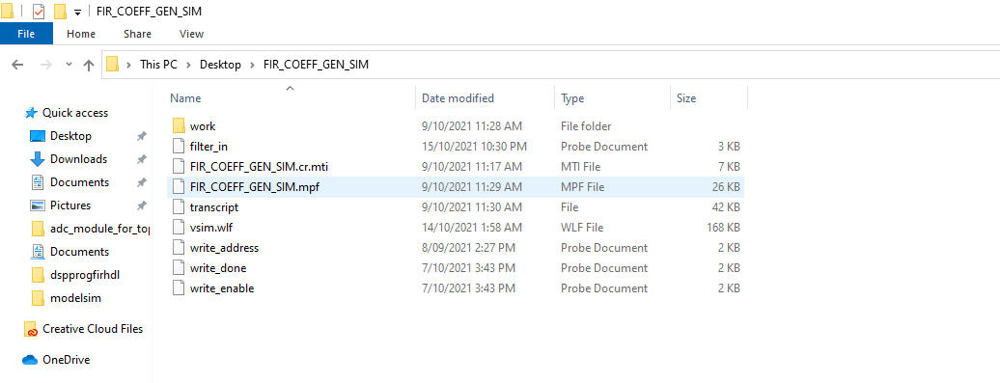 FIR_COEFF_GEN_SIM
File Home Share View
This PC Desktop FIR_COEFF_GEN_SIM
Name Date modified Type Size
Quick access
Desktop
Downloads
Documents
Pictures
adc_module_for_top
Documents
dspprogfirhdl
modelsim
Creative Cloud Files
OneDrive
work 9/10/2021 11:28 AM File folder
filter_in 15/10/2021 10:30 PM Probe Document 3 KB
FIR_COEFF_GEN_SIM.cr.mti 9/10/2021 11:17 AM MTI File 7 KB
FIR_COEFF_GEN_SIM.mpf 9/10/2021 11:29 AM MPF File 26 KB
transcript 9/10/2021 11:30 AM File 42 KB
vsim.wlf 14/10/2021 1:58 AM WLF File 168 KB
write_address 8/09/2021 2:27 PM Probe Document 2 KB
write_done 7/10/2021 3:43 PM Probe Document 2 KB
write_enable 7/10/2021 3:43 PM Probe Document 2 KB